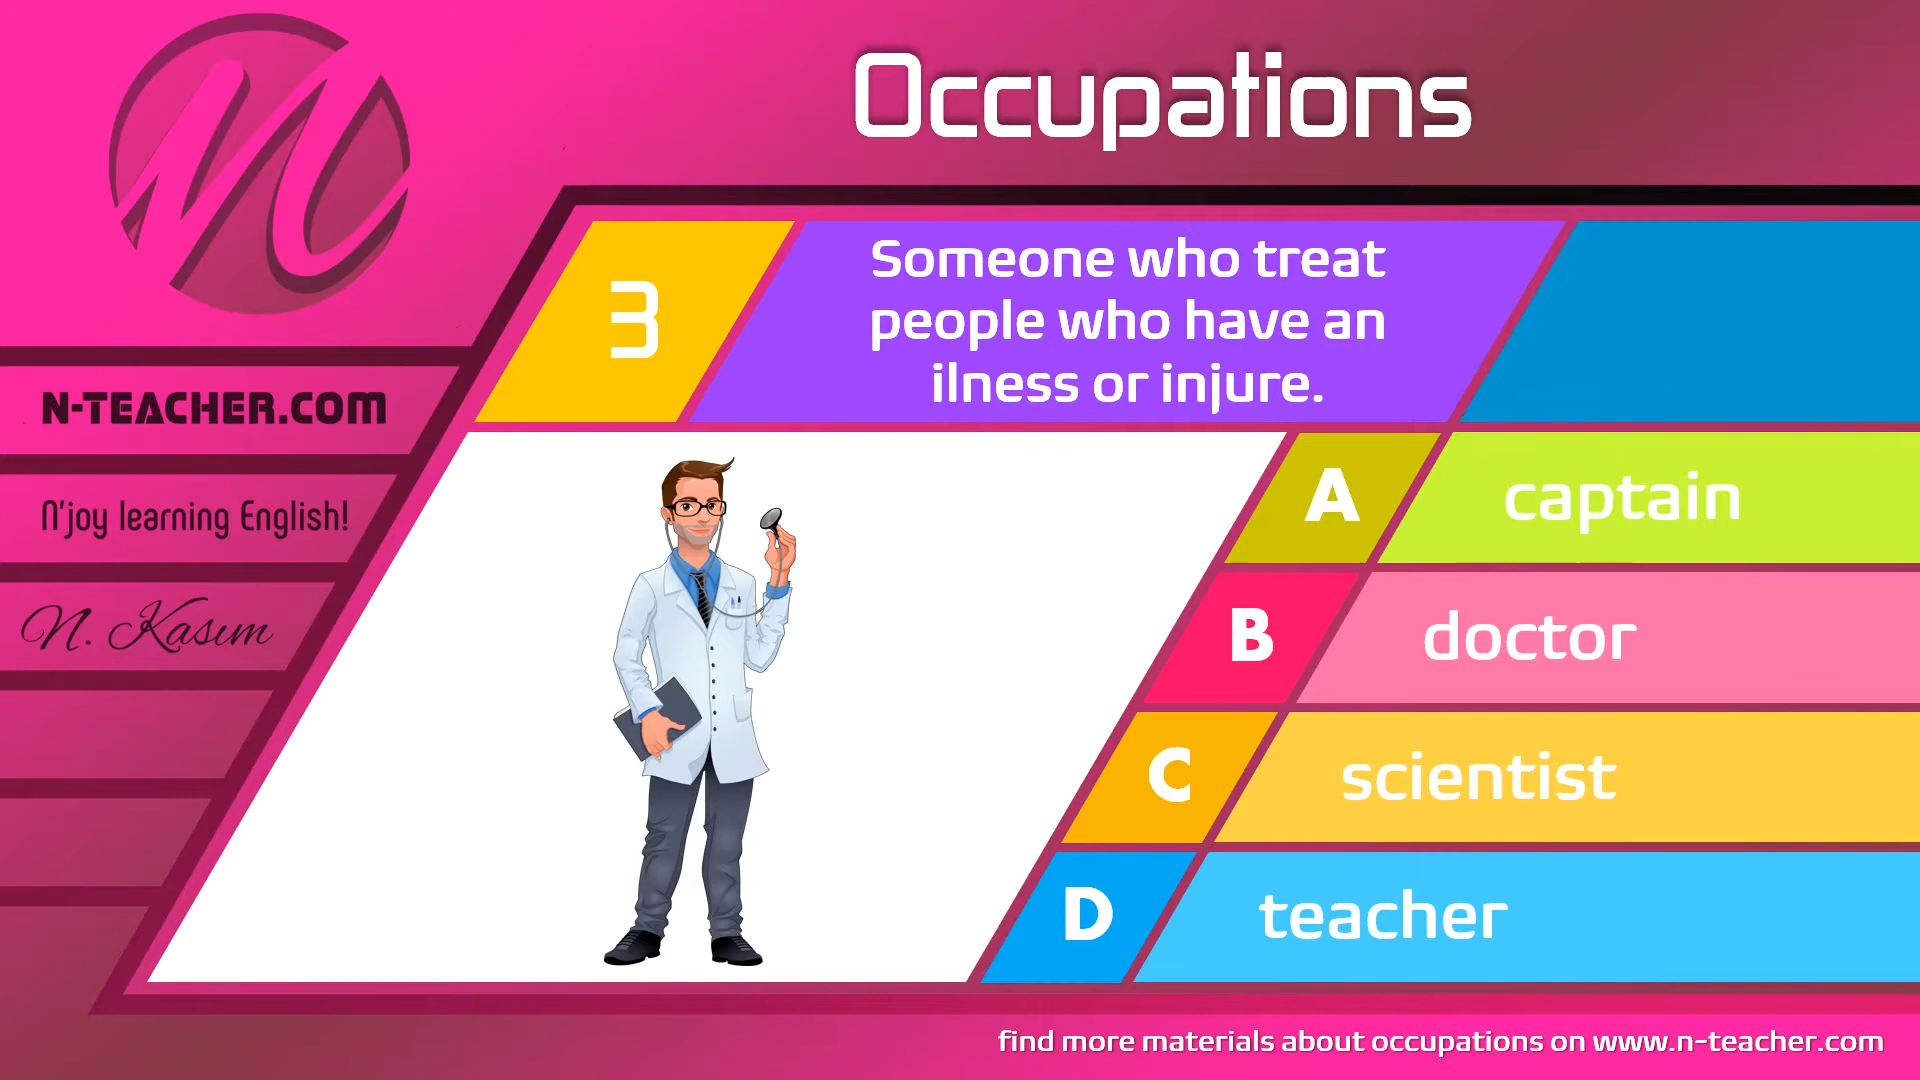 Occupations
3
Someone who treat
people who have an
ilness or injure.
N-TEACHER.COM
N'joy learning English!
N. Kasım
A captain
B doctor
C scientist
D teacher
find more materials about occupations on www.n-teacher.com